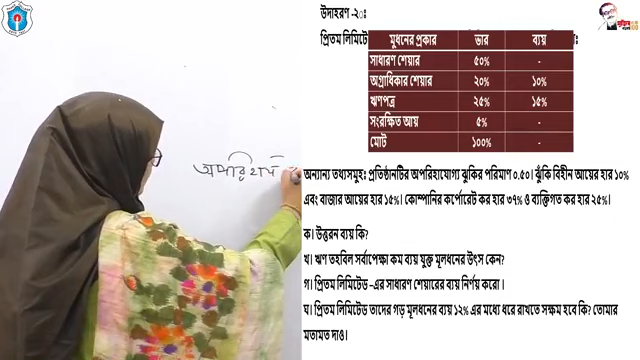 উদাহরণ -২ঃ
প্রিতম লিমিটে
মুধনের প্রকার ভার ব্যয়
সাধারণ শেয়ার ৫০% -
অগ্রাধিকার শেয়ার ২০% ১০%
ঋণপত্র ২৫% ১৫%
সংরক্ষিত আয় ৫% -
মোট ১০০% -
অন্যান্য তথ্যসমুহঃ প্রতিষ্ঠানটির অপরিহাযোগ্য ঝুকির পরিমাণ ০.৫০। ঝুঁকি বিহীন আয়ের হার ১০%
এবং বাজার আয়ের হার ১৫%। কোম্পানির কর্পোরেট কর হার ৩৭% ও ব্যক্তিগত কর হার ২৫%।
ক। উত্তরন ব্যয় কি?
খ। ঋণ তহবিল সর্বাপেক্ষা কম ব্যয় যুক্ত মূলধনের উৎস কেন?
গ। প্রিতম লিমিটেড -এর সাধারণ শেয়ারের ব্যয় নির্ণয় করো ।
ঘ। প্রিতম লিমিটেড তাদের গড় মূলধনের ব্যয় ১২% এর মধ্যে ধরে রাখতে সক্ষম হবে কি? তোমার
মতামত দাও।
অপরিহার্য